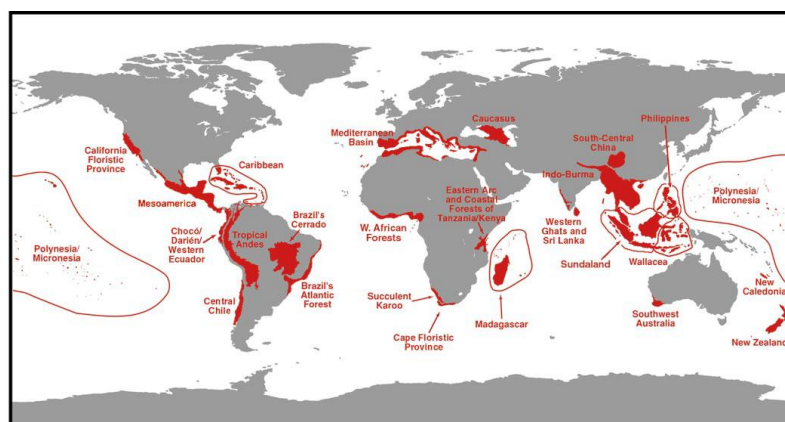 California
Floristic
Province
Mesoamerica
Caribbean
Polynesia/
Micronesia
Chocó/
Darién/
Western
Ecuador
Tropical
Andes
Brazil's
Cerrado
Central
Chile
Brazil's
Atlantic
Forest
Mediterranean
Basin
Caucasus
W. African
Forests
Eastern Arc
and Coastal
Forests of
Tanzania/Kenya
Succulent
Karoo
Cape Floristic
Province
Madagascar
Philippines
South-Central
China
Indo-Burma
Western
Ghats and
Sri Lanka
Sundaland
Wallacea
Polynesia/
Micronesia
New
Caledonia
Southwest
Australia
New Zealand